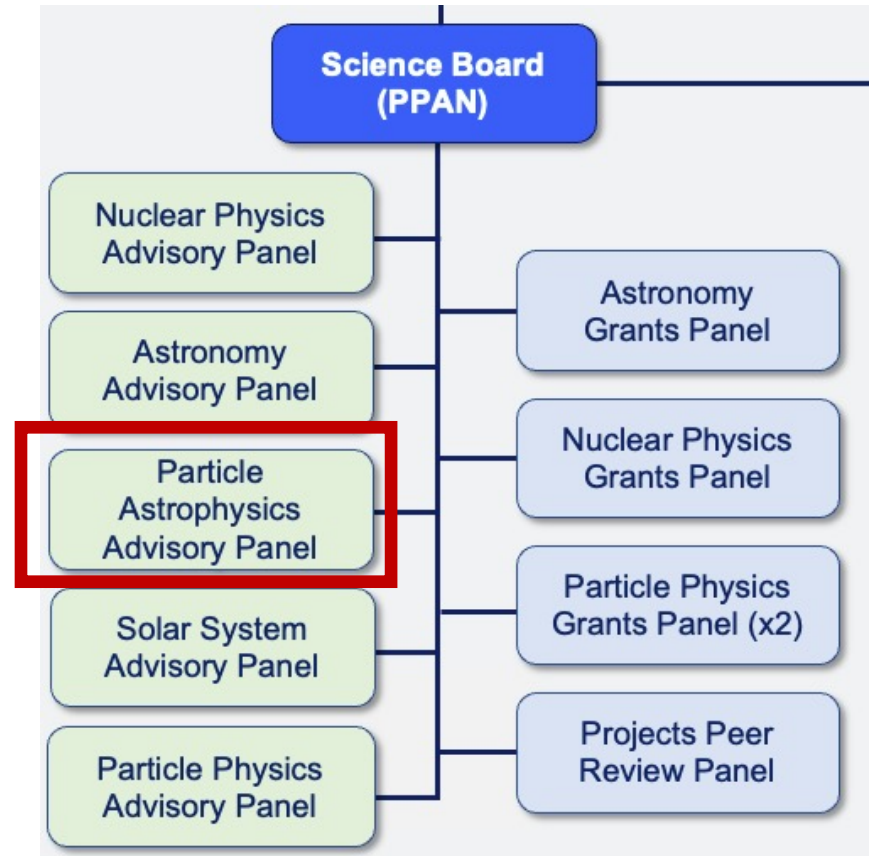 Science Board
(PPAN)
Nuclear Physics
Advisory Panel
Astronomy
Advisory Panel
Particle
Astrophysics
Advisory Panel
Solar System
Advisory Panel
Particle Physics
Advisory Panel
Astronomy
Grants Panel
Nuclear Physics
Grants Panel
Particle Physics
Grants Panel (x2)
Projects Peer
Review Panel